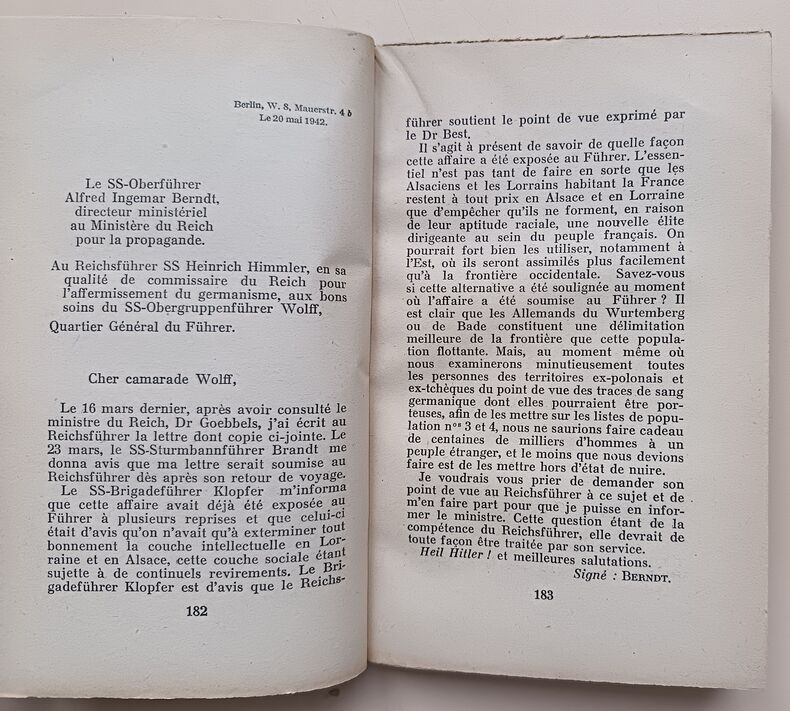 Berlin, W. 8, Mauerstr. 4 b
Le 20 mai 1942.
Le SS-Oberführer
Alfred Ingemar Berndt,
directeur ministériel
au Ministère du Reich
pour la propagande.
Au Reichsführer SS Heinrich Himmler, en sa
qualité de commissaire du Reich pour
l'affermissement du germanisme, aux bons
soins du SS-Obergruppenführer Wolff,
Quartier Général du Führer.
Cher camarade Wolff,
Le 16 mars dernier, après avoir consulté le
ministre du Reich, Dr Goebbels, j'ai écrit au
Reichsführer la lettre dont copie ci-jointe. Le
23 mars, le SS-Sturmbannführer Brandt me
donna avis que ma lettre serait soumise au
Reichsführer dès après son retour de voyage.
Le SS-Brigadeführer Klopfer m'informa
que cette affaire avait déjà été exposée au
Führer à plusieurs reprises et que celui-ci
était d'avis qu'on n'avait qu'à exterminer tout
bonnement la couche intellectuelle en Lor-
raine et en Alsace, cette couche sociale étant
sujette à de continuels revirements. Le Bri-
gadeführer Klopfer est d'avis que le Reichs-
182
führer soutient le point de vue exprimé par
le Dr Best.
Il s'agit à présent de savoir de quelle façon
cette affaire a été exposée au Führer. L'essen-
tiel n'est pas tant de faire en sorte que les
Alsaciens et les Lorrains habitant la France
restent à tout prix en Alsace et en Lorraine
que d'empêcher qu'ils ne forment, en raison
de leur aptitude raciale, une nouvelle élite
dirigeante au sein du peuple français. On
pourrait fort bien les utiliser, notamment à
l'Est, où ils seront assimilés plus facilement
qu'à la frontière occidentale. Savez-vous
si cette alternative a été soulignée au moment
où l'affaire a été soumise au Führer ? Il
est clair que les Allemands du Wurtemberg
ou de Bade constituent une délimitation
meilleure de la frontière que cette popula-
tion flottante. Mais, au moment même où
nous examinerons minutieusement toutes
les personnes des territoires ex-polonais et
ex-tchèques du point de vue des traces de sang
germanique dont elles pourraient être por-
teuses, afin de les mettre sur les listes de po-
pulation nos 3 et 4, nous ne saurions faire cadeau
de centaines de milliers d'hommes à un
peuple étranger, et le moins que nous devions
faire est de les mettre hors d'état de nuire.
Je voudrais vous prier de demander son
point de vue au Reichsführer à ce sujet et de
m'en faire part pour que je puisse en infor-
mer le ministre. Cette question étant de la
compétence du Reichsführer, elle devrait de
toute façon être traitée par son service.
Heil Hitler ! et meilleures salutations.
Signé : BERNDT.
183